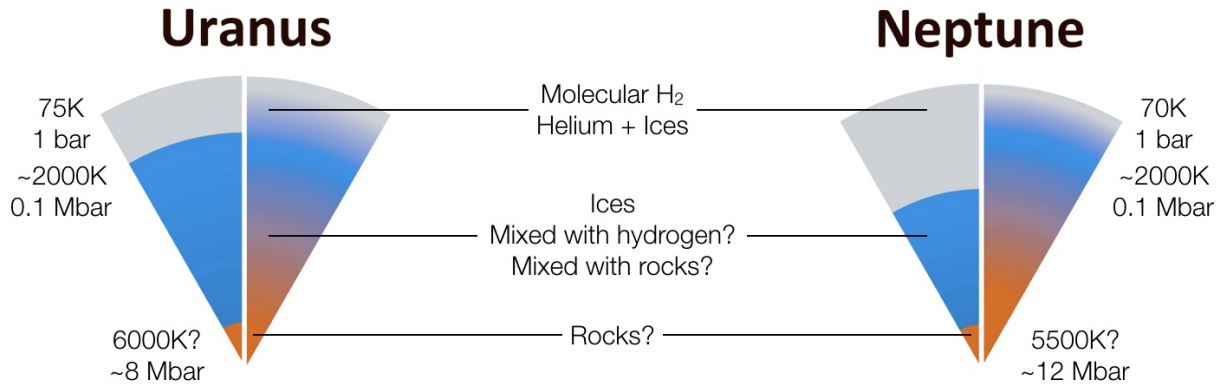 Uranus
Neptune
75K
1 bar
~2000K
0.1 Mbar
6000K?
~8 Mbar
Molecular H₂
Helium + Ices
Ices
Mixed with hydrogen?
Mixed with rocks?
Rocks?
70K
1 bar
~2000K
0.1 Mbar
5500K?
~12 Mbar